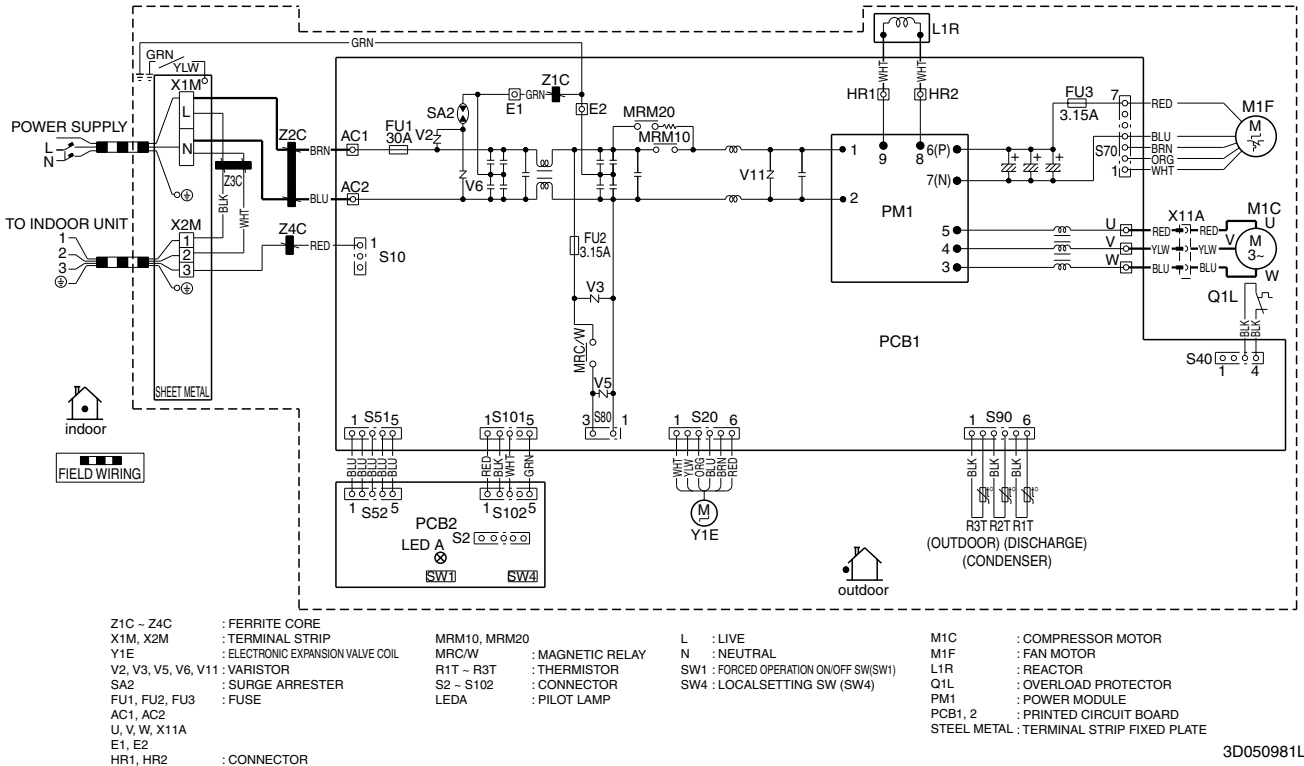 L1R
GRN
GRN
YLW
X1M
WHT
WHT
HR1
HR2
Z1C
SA2
E1
GRN
E2
MRM20
MRM10
FU3
3.15A
7
RED
M1F
M
POWER SUPPLY
L
N
L
N
Z2C
BRN
AC1
FU1
30A
V2
9
8
6(P)
BLU
BRN
S70
ORG
1
WHT
Z3C
BLU
AC2
V6
V11
1
2
7(N)
PM1
BLK
WHT
TO INDOOR UNIT
1
2
3
X2M
1
2
3
Z4C
RED
1
S10
FU2
3.15A
5
4
3
U
V
W
RED
YLW
BLU
X11A
RED
YLW
BLU
M1C
U
V
W
M
3~
V3
Q1L
MRC/W
PCB1
BLK
BLK
S40
1
4
SHEET METAL
V5
indoor
FIELD WIRING
1 S51 5
1 S101 5
3 S80 1
1 S20 6
1 S90 6
BLU
BLU
BLU
BLU
BLU
RED
BLK
WHT
GRN
WHT
YLW
ORG
BLU
BRN
RED
BLK
BLK
BLK
1 S52 5
1 S102 5
PCB2
S2
LED A
SW1
SW4
M
Y1E
t°
t°
t°
R3T R2T R1T
(OUTDOOR) (DISCHARGE)
(CONDENSER)
outdoor
Z1C ~ Z4C : FERRITE CORE
X1M, X2M : TERMINAL STRIP
Y1E : ELECTRONIC EXPANSION VALVE COIL
V2, V3, V5, V6, V11 : VARISTOR
SA2 : SURGE ARRESTER
FU1, FU2, FU3 : FUSE
AC1, AC2
U, V, W, X11A
E1, E2
HR1, HR2 : CONNECTOR
MRM10, MRM20
MRC/W : MAGNETIC RELAY
R1T ~ R3T : THERMISTOR
S2 ~ S102 : CONNECTOR
LEDA : PILOT LAMP
L : LIVE
N : NEUTRAL
SW1 : FORCED OPERATION ON/OFF SW(SW1)
SW4 : LOCALSETTING SW (SW4)
M1C : COMPRESSOR MOTOR
M1F : FAN MOTOR
L1R : REACTOR
Q1L : OVERLOAD PROTECTOR
PM1 : POWER MODULE
PCB1, 2 : PRINTED CIRCUIT BOARD
STEEL METAL : TERMINAL STRIP FIXED PLATE
3D050981L